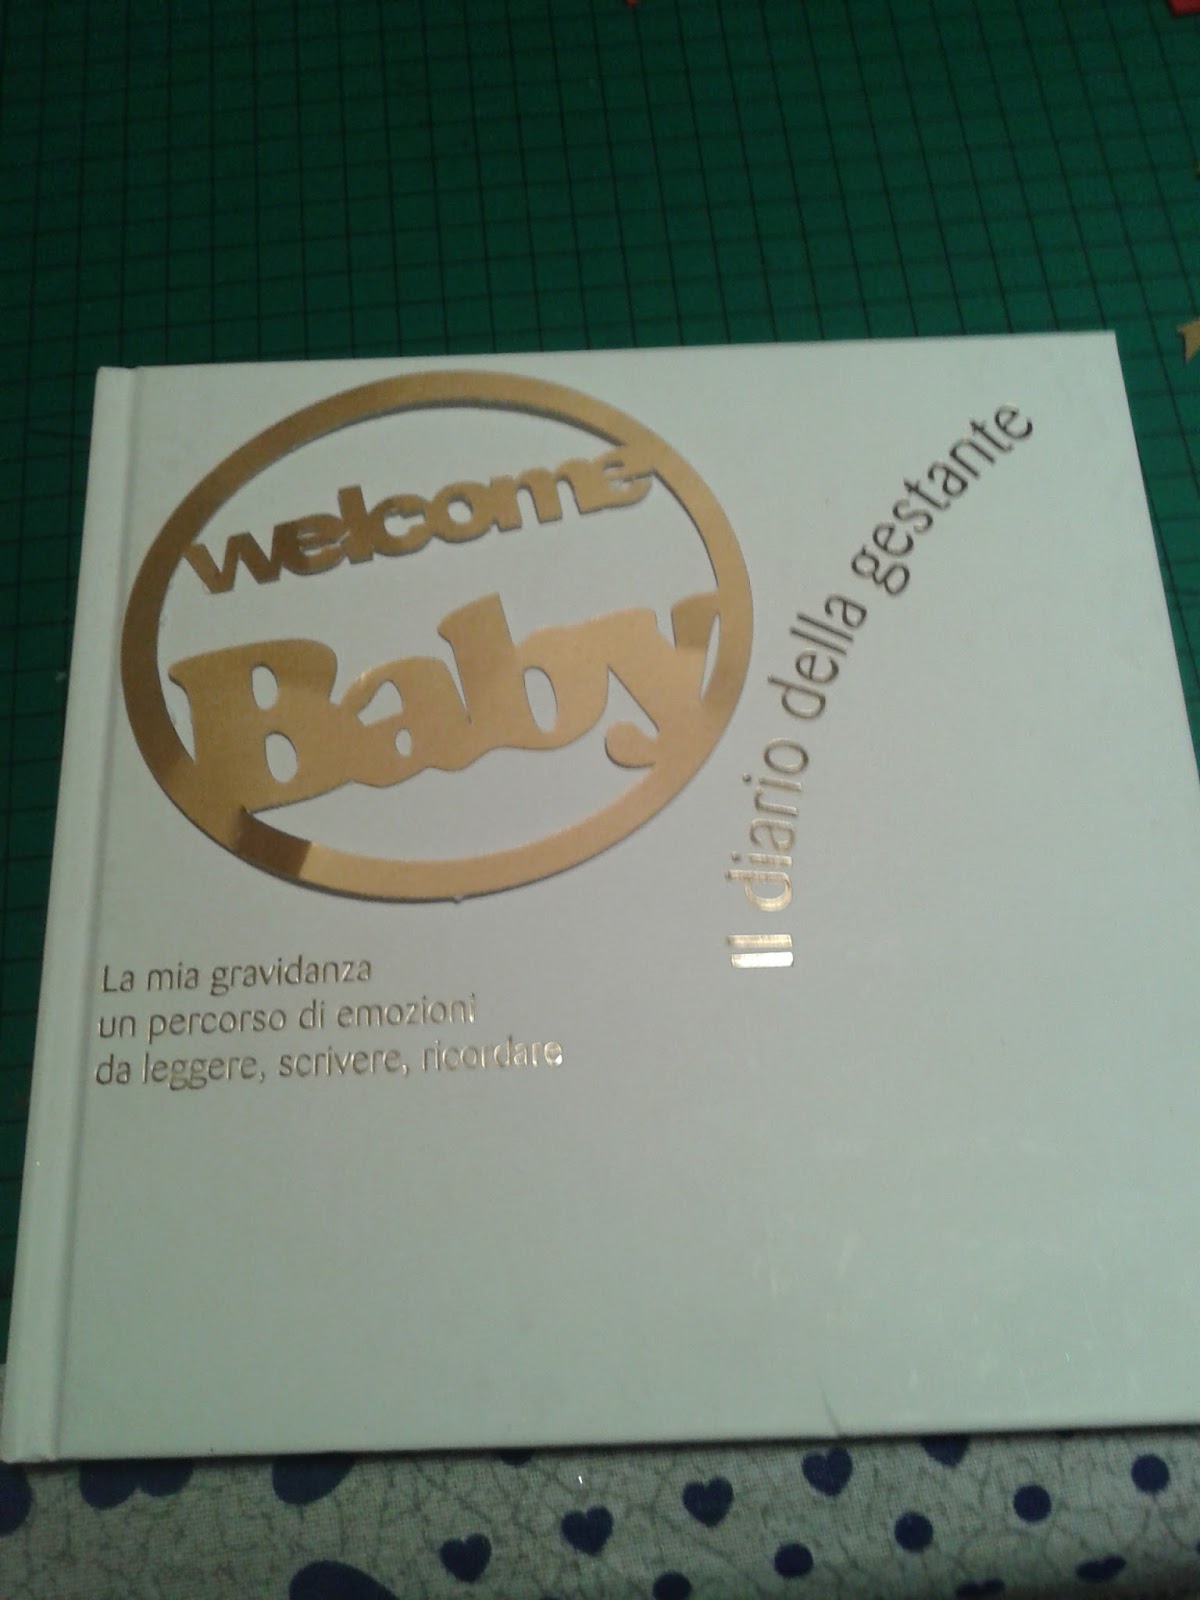 welcome
Baby
Il diario della gestante
La mia gravidanza
un percorso di emozioni
da leggere, scrivere, ricordare